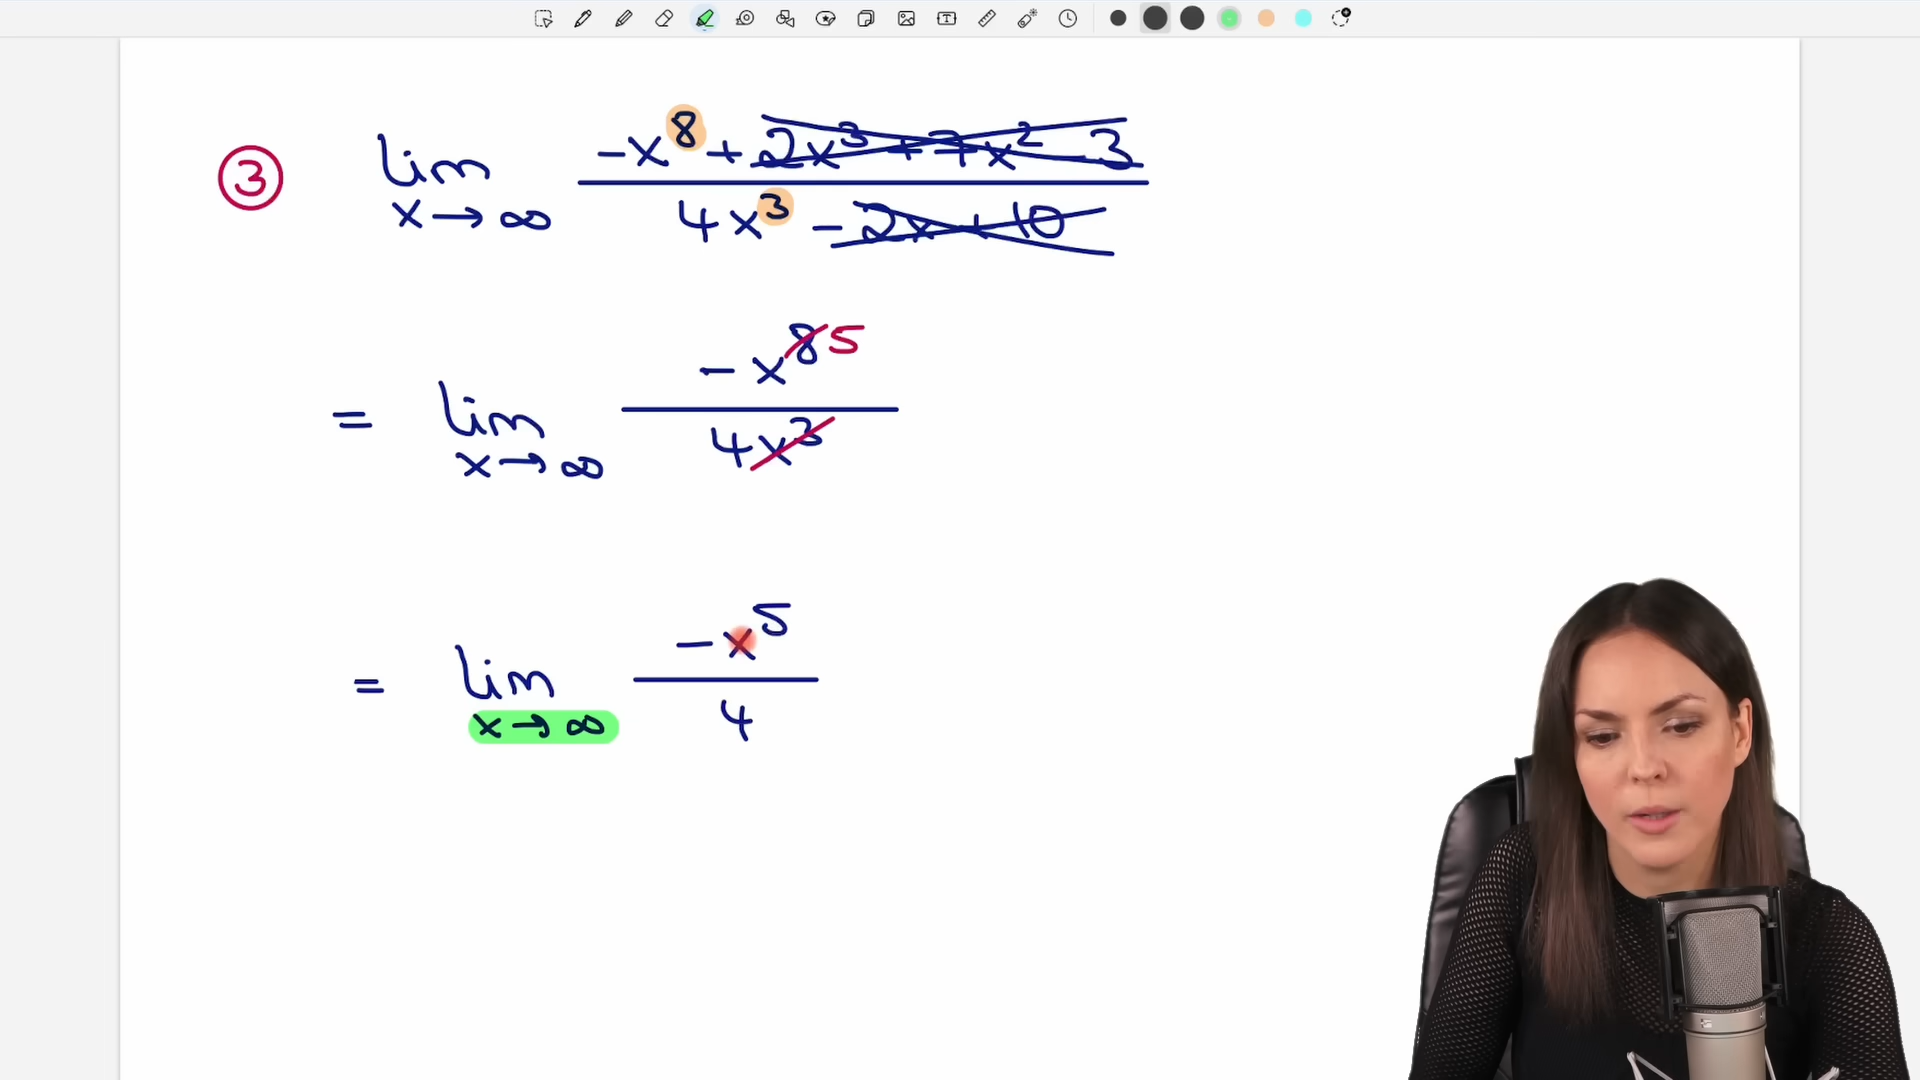 ③ lim -x⁸ + 2x³ + 7x² - 3
x → ∞ 4x³ - 2x + 10
= lim -x⁸ 5
x → ∞ 4x³
= lim -x⁵
x → ∞ 4